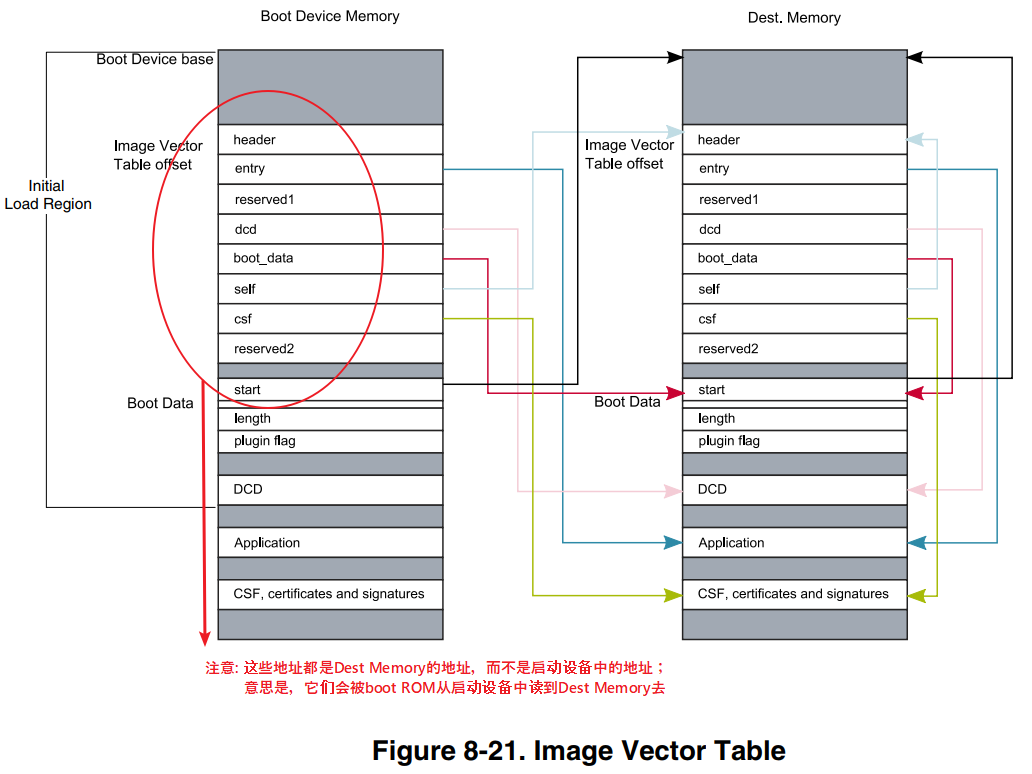 Boot Device Memory
Dest. Memory
Boot Device base
Image Vector
Table offset
Initial
Load Region
Boot Data
header
entry
reserved1
dcd
boot_data
self
csf
reserved2
start
length
plugin flag
DCD
Application
CSF, certificates and signatures
Image Vector
Table offset
Boot Data
header
entry
reserved1
dcd
boot_data
self
csf
reserved2
start
length
plugin flag
DCD
Application
CSF, certificates and signatures
注意: 这些地址都是Dest Memory的地址，而不是启动设备中的地址；
意思是，它们会被boot ROM从启动设备中读到Dest Memory去
Figure 8-21. Image Vector Table